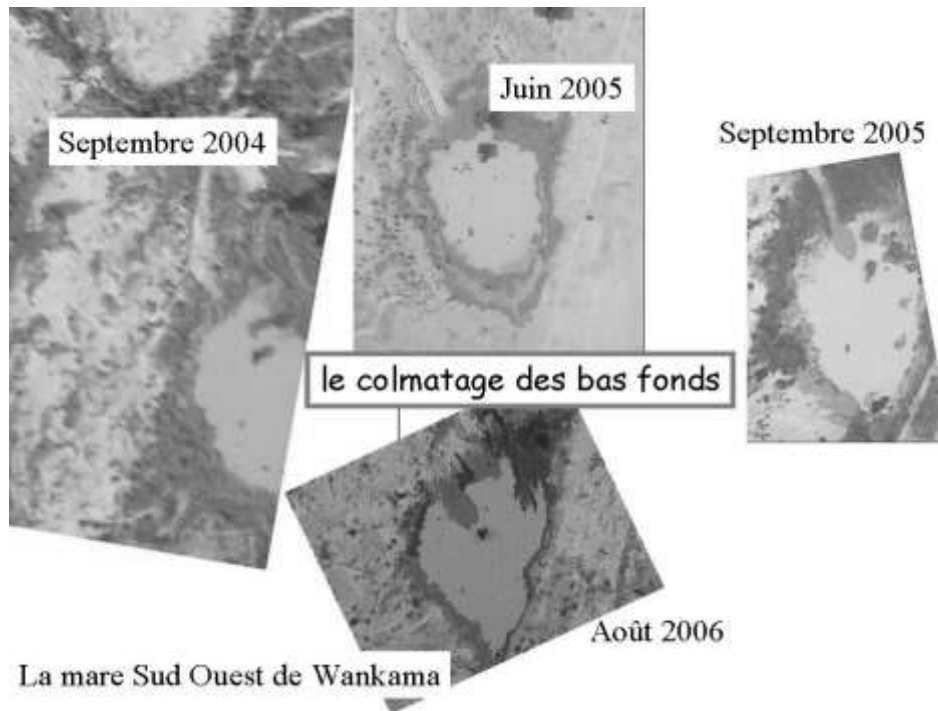 Juin 2005
Septembre 2004
Septembre 2005
le colmatage des bas fonds
Août 2006
La mare Sud Ouest de Wankama